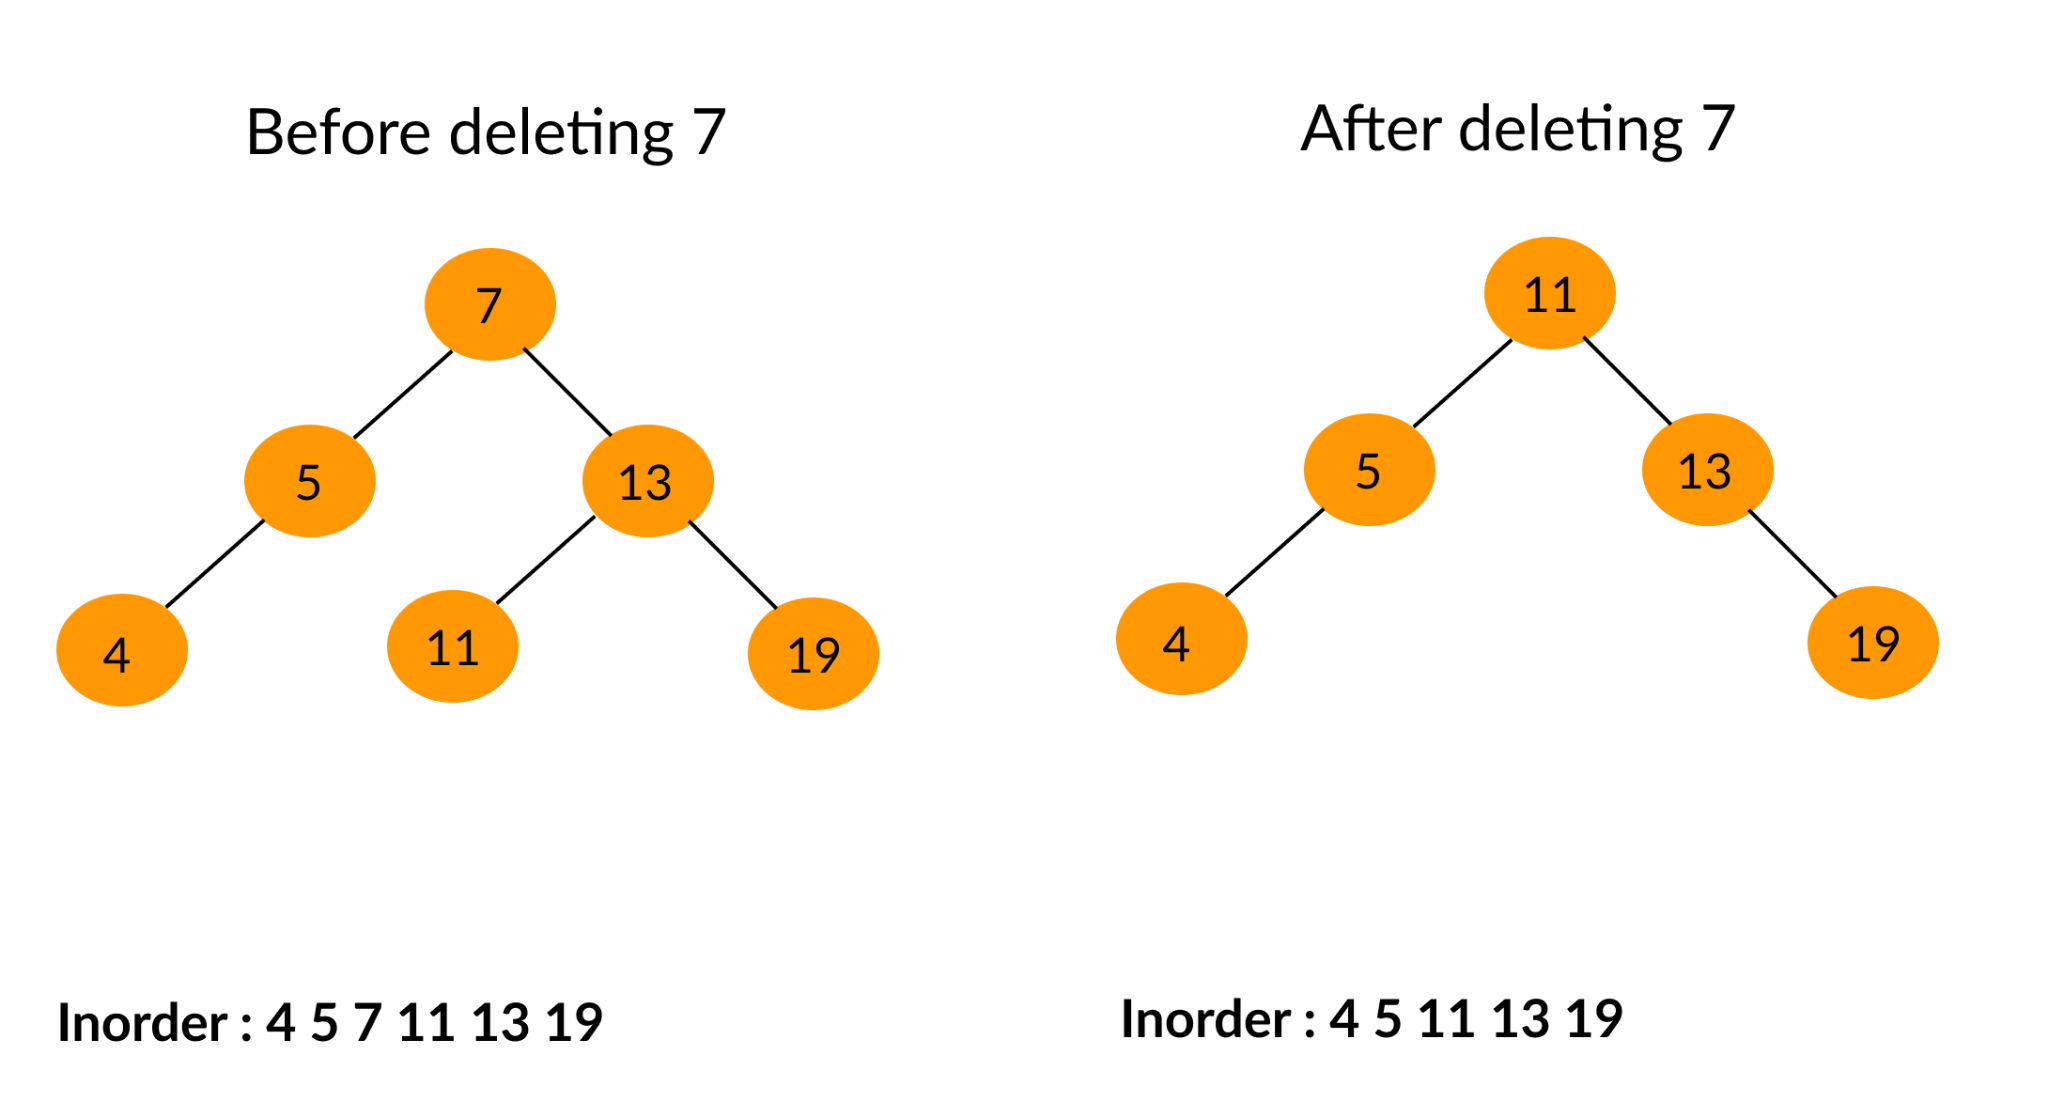 Before deleting 7
7
5
13
4
11
19
Inorder : 4 5 7 11 13 19
After deleting 7
11
5
13
4
19
Inorder : 4 5 11 13 19